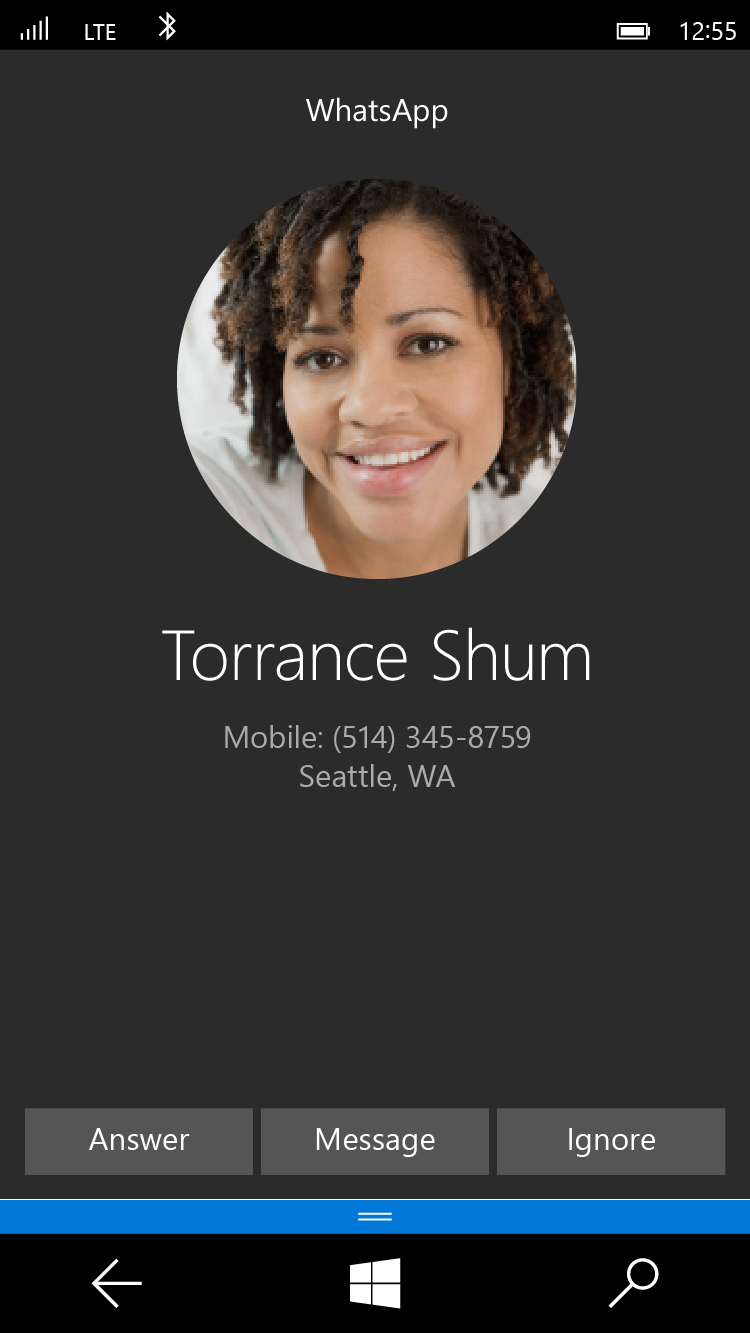 LTE 12:55
WhatsApp
Torrance Shum
Mobile: (514) 345-8759
Seattle, WA
Answer Message Ignore